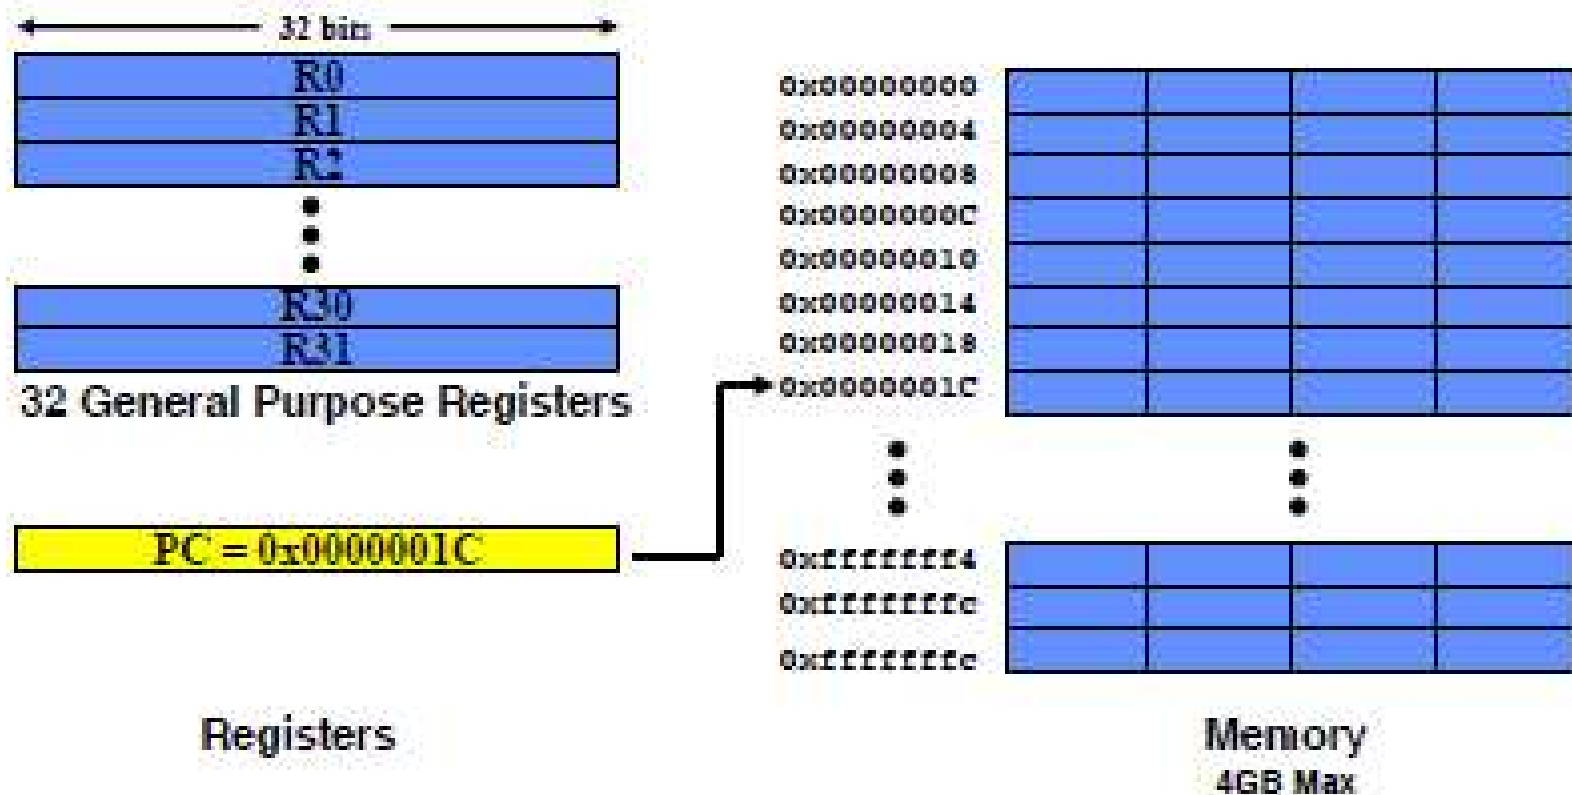 32 bits
R0
R1
R2
R30
R31
32 General Purpose Registers
PC = 0x0000001C
Registers
0x00000000
0x00000004
0x00000008
0x0000000C
0x00000010
0x00000014
0x00000018
0x0000001C
0xfffffff4
0xfffffffc
0xfffffffc
Memory
4GB Max